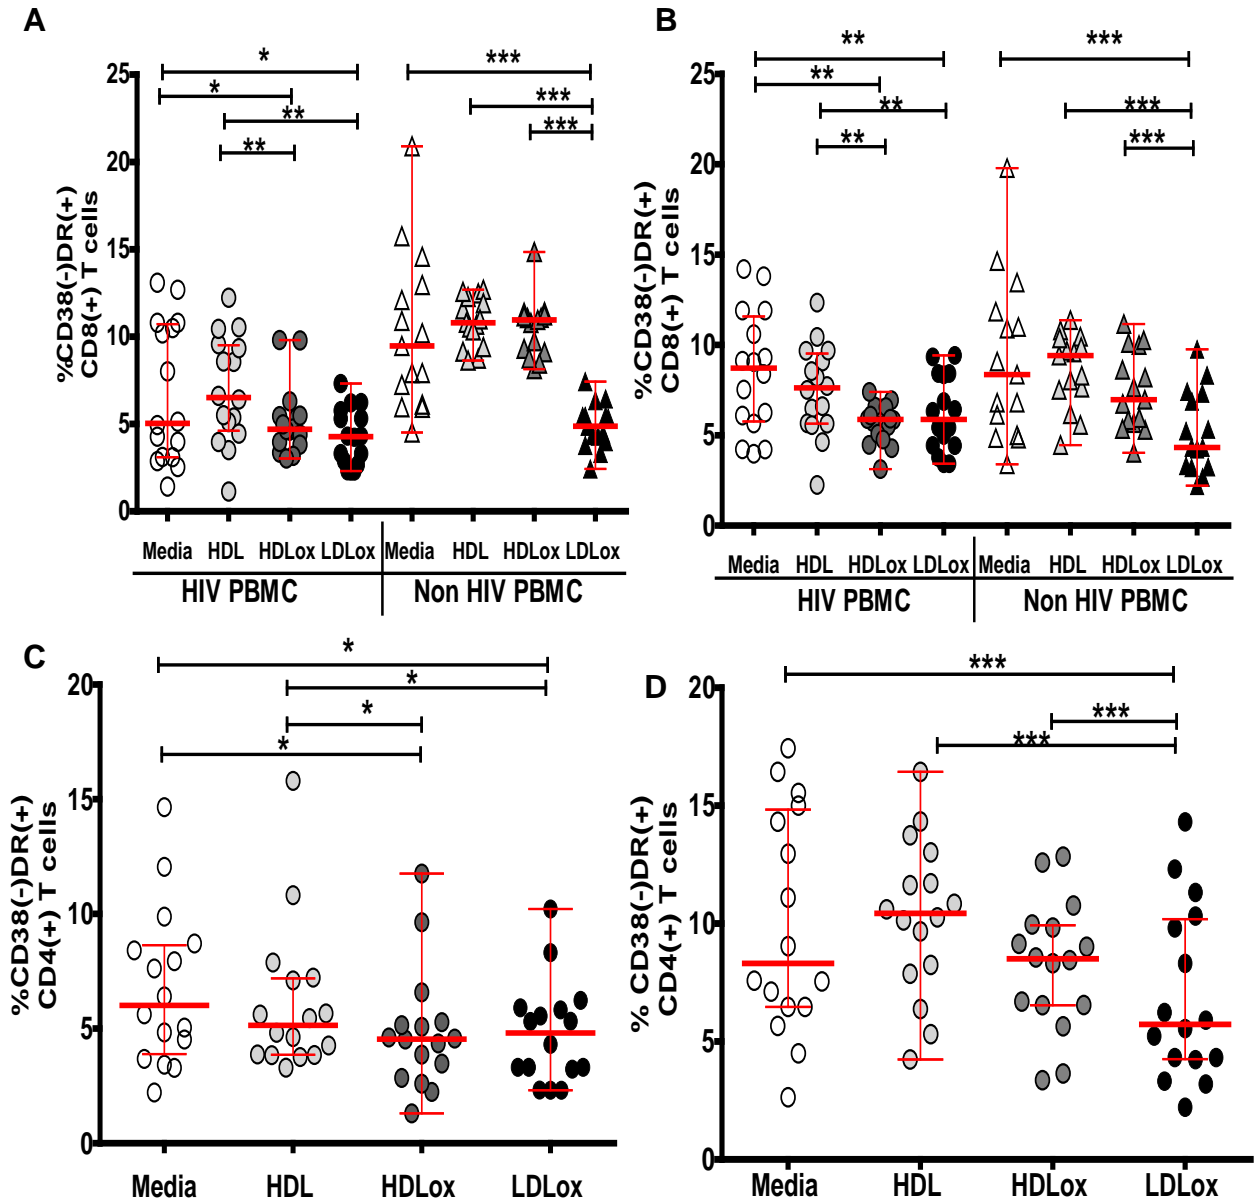 A
* 
* ***
* ***
** ***
**
25
20
15
10
5
0
%CD38(-)DR(+)
CD8(+) T cells
Media HDL HDLox LDLox Media HDL HDLox LDLox
HIV PBMC Non HIV PBMC
B
** ***
**
** ***
** ***
25
20
15
10
5
0
%CD38(-)DR(+)
CD8(+) T cells
Media HDL HDLox LDLox Media HDL HDLox LDLox
HIV PBMC Non HIV PBMC
C
*
*
*
*
20
15
10
5
0
%CD38(-)DR(+)
CD4(+) T cells
Media HDL HDLox LDLox
D
***
***
***
20
15
10
5
0
% CD38(-)DR(+)
CD4(+) T cells
Media HDL HDLox LDLox